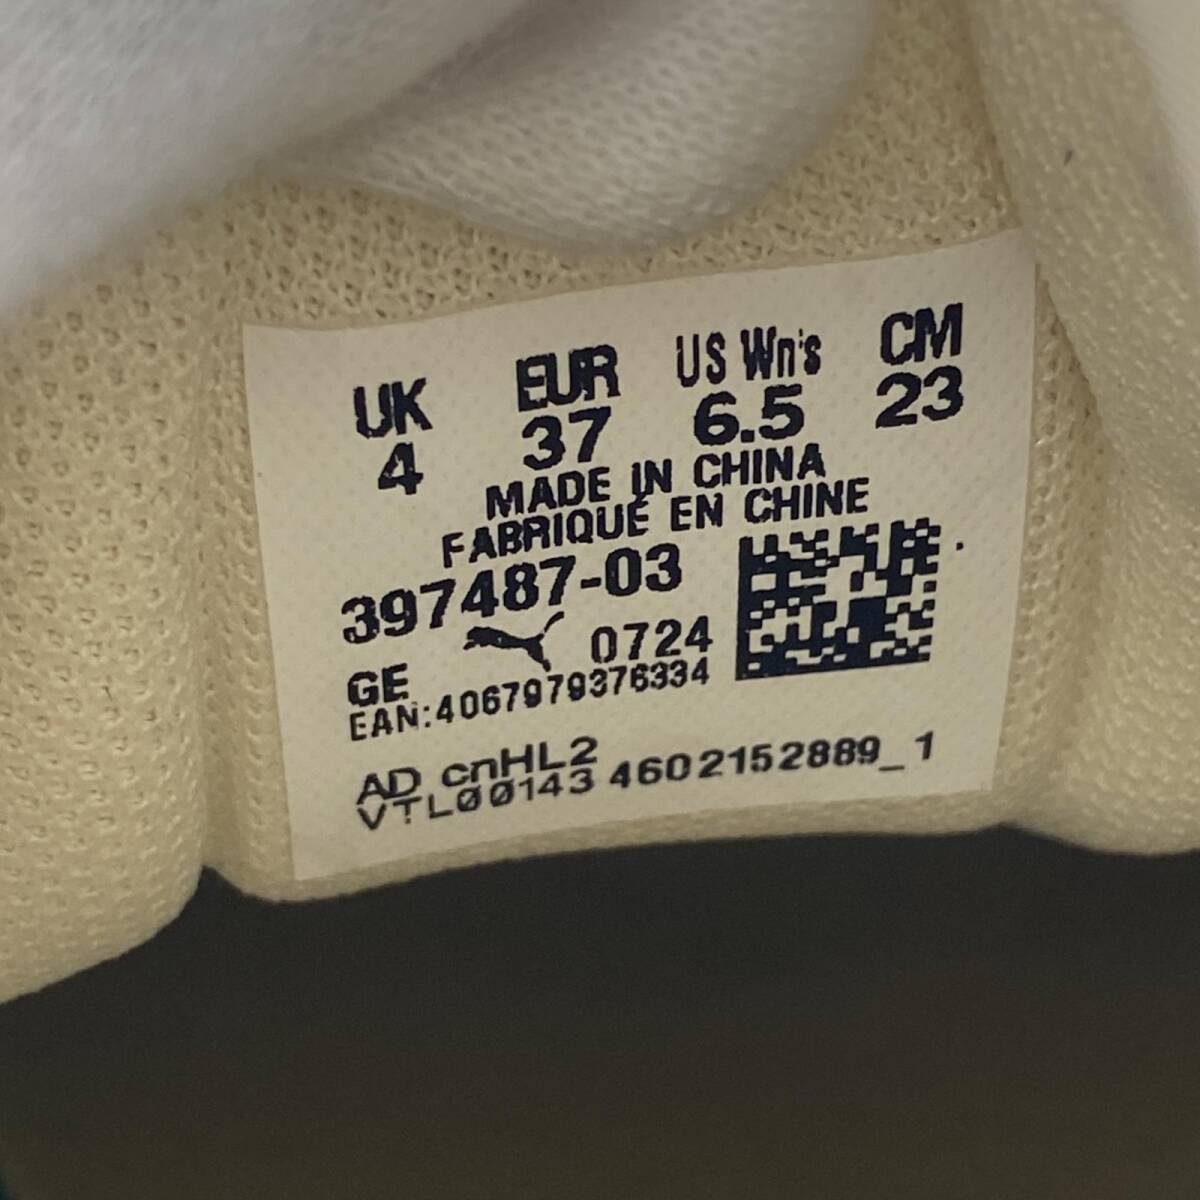 UK EUR US Wn's CM
4 37 6.5 23
MADE IN CHINA
FABRIQUÉ EN CHINE
397487-03
GE 0724
EAN:4067979376334
AD cnHL2
VTL00143 4602152889_1